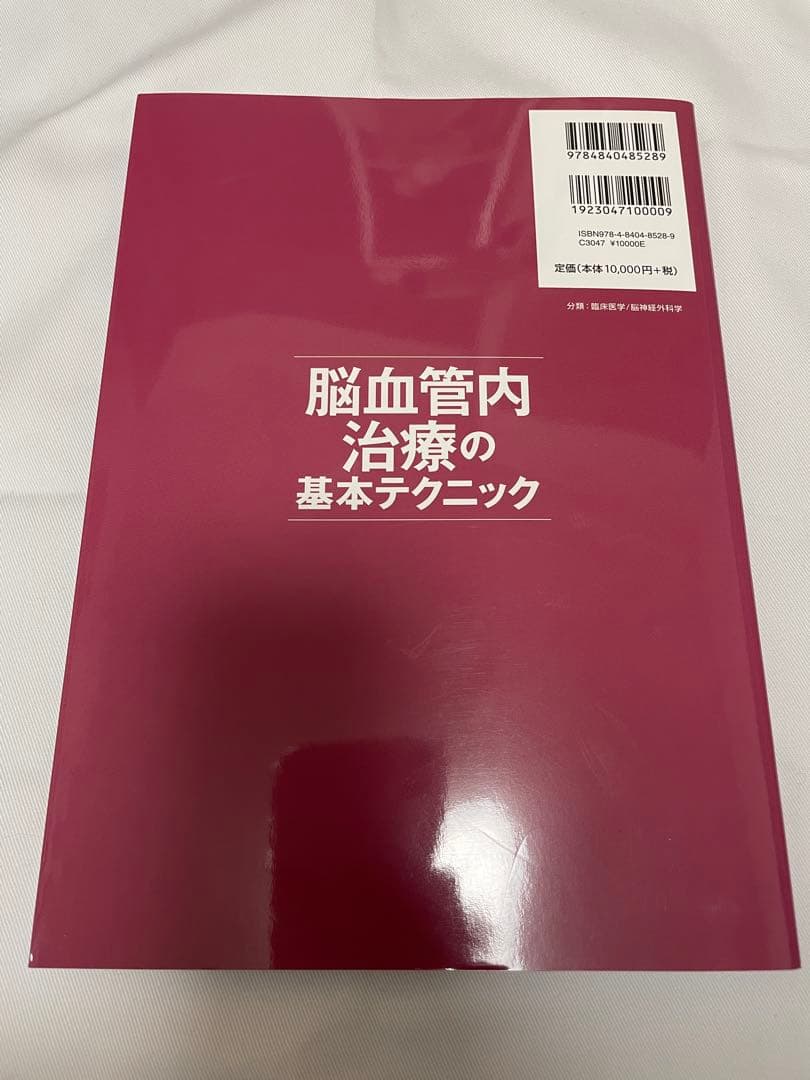 9784840485289
1923047100009
ISBN978-4-8404-8528-9
C3047 ¥10000E
定価(本体10,000円+税)
分類：臨床医学/脳神経外科学
脳血管内
治療の
基本テクニック